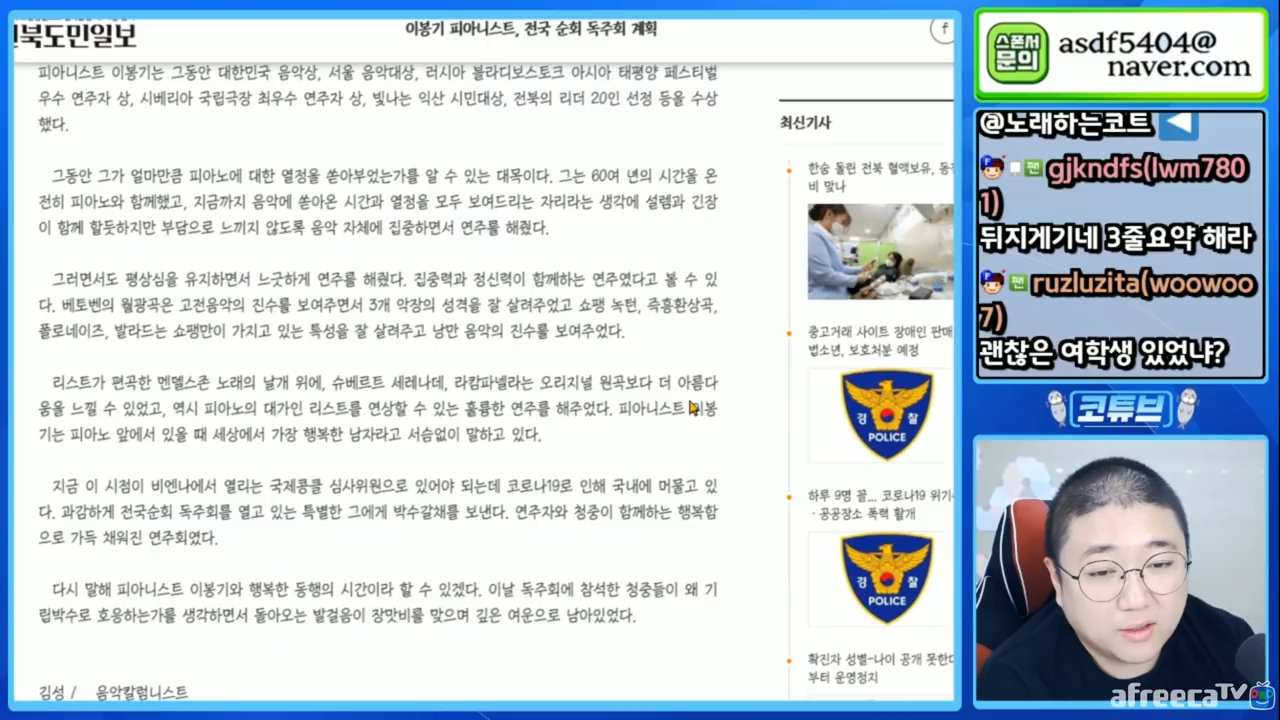 북도민일보
이봉기 피아니스트, 전국 순회 독주회 계획
f
피아니스트 이봉기는 그동안 대한민국 음악상, 서울 음악대상, 러시아 블라디보스토크 아시아 태평양 페스티벌
우수 연주자 상, 시베리아 국립극장 최우수 연주자 상, 빛나는 익산 시민대상, 전북의 리더 20인 선정 등을 수상
했다.
그동안 그가 얼마만큼 피아노에 대한 열정을 쏟아부었는가를 알 수 있는 대목이다. 그는 60여 년의 시간을 온
전히 피아노와 함께했고, 지금까지 음악에 쏟아온 시간과 열정을 모두 보여드리는 자리라는 생각에 설렘과 긴장
이 함께 할듯하지만 부담으로 느끼지 않도록 음악 자체에 집중하면서 연주를 해줬다.
그러면서도 평상심을 유지하면서 느긋하게 연주를 해줬다. 집중력과 정신력이 함께하는 연주였다고 볼 수 있
다. 베토벤의 월광곡은 고전음악의 진수를 보여주면서 3개 악장의 성격을 잘 살려주었고 쇼팽 녹턴, 즉흥환상곡,
폴로네이즈, 발라드는 쇼팽만이 가지고 있는 특성을 잘 살려주고 낭만 음악의 진수를 보여주었다.
리스트가 편곡한 멘델스존 노래의 날개 위에, 슈베르트 세레나데, 라캄파넬라는 오리지널 원곡보다 더 아름다
움을 느낄 수 있었고, 역시 피아노의 대가인 리스트를 연상할 수 있는 훌륭한 연주를 해주었다. 피아니스트 이봉
기는 피아노 앞에서 있을 때 세상에서 가장 행복한 남자라고 서슴없이 말하고 있다.
지금 이 시점이 비엔나에서 열리는 국제콩쿨 심사위원으로 있어야 되는데 코로나19로 인해 국내에 머물고 있
다. 과감하게 전국순회 독주회를 열고 있는 특별한 그에게 박수갈채를 보낸다. 연주자와 청중이 함께하는 행복함
으로 가득 채워진 연주회였다.
다시 말해 피아니스트 이봉기와 행복한 동행의 시간이라 할 수 있겠다. 이날 독주회에 참석한 청중들이 왜 기
립박수로 호응하는가를 생각하면서 돌아오는 발걸음이 장맛비를 맞으며 깊은 여운으로 남아있었다.
김성 / 음악칼럼니스트
최신기사
한숨 돌린 전북 혈액보유,
비 맞나
중고거래 사이트 장애인 판매
법소년, 보호처분 예정
경 찰
POLICE
하루 9명 꼴... 코로나19 위기
· 공공장소 폭력 활개
경 찰
POLICE
확진자 성별-나이 공개 못한다
부터 운영정지
스폰서
문의
asdf5404@
naver.com
@노래하는코트
팬 gjkndfs(lwm780
1)
뒤지게기네 3줄요약 해라
팬 ruzluzita(woowoo
7)
괜찮은 여학생 있었냐?
코튜브
afreecaTV